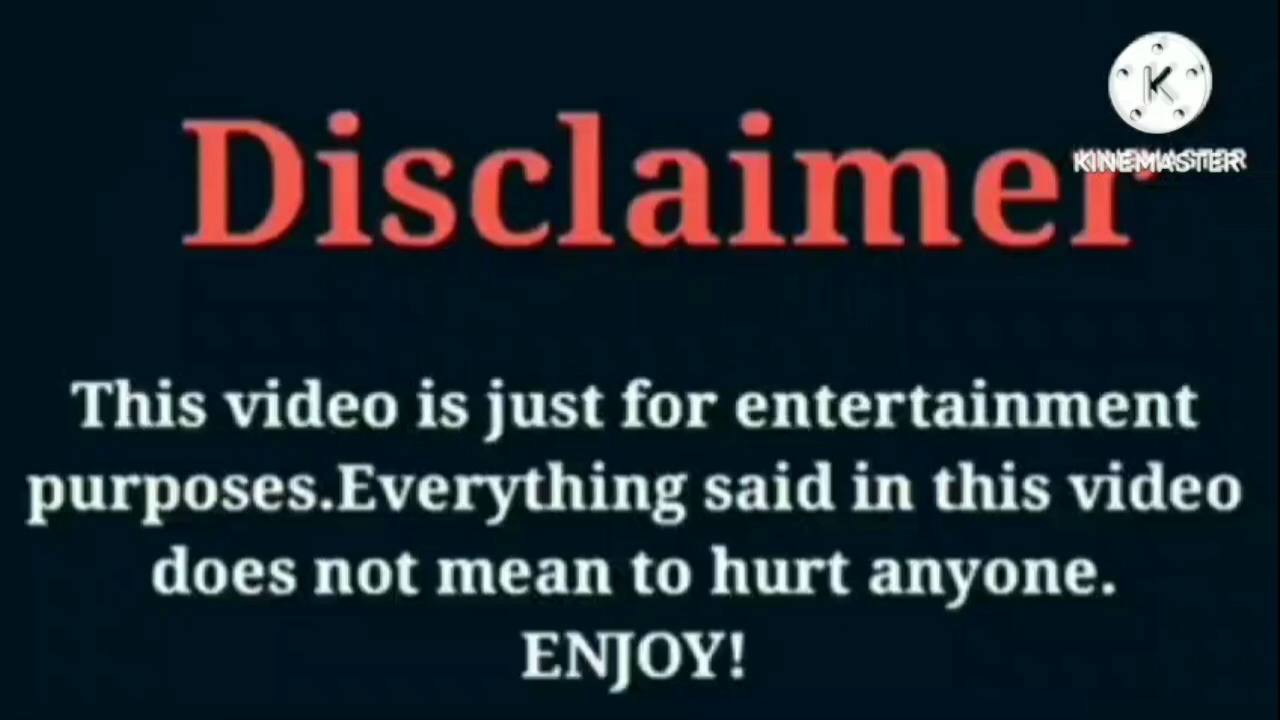 K
KINEMASTER
Disclaimer
This video is just for entertainment
purposes.Everything said in this video
does not mean to hurt anyone.
ENJOY!